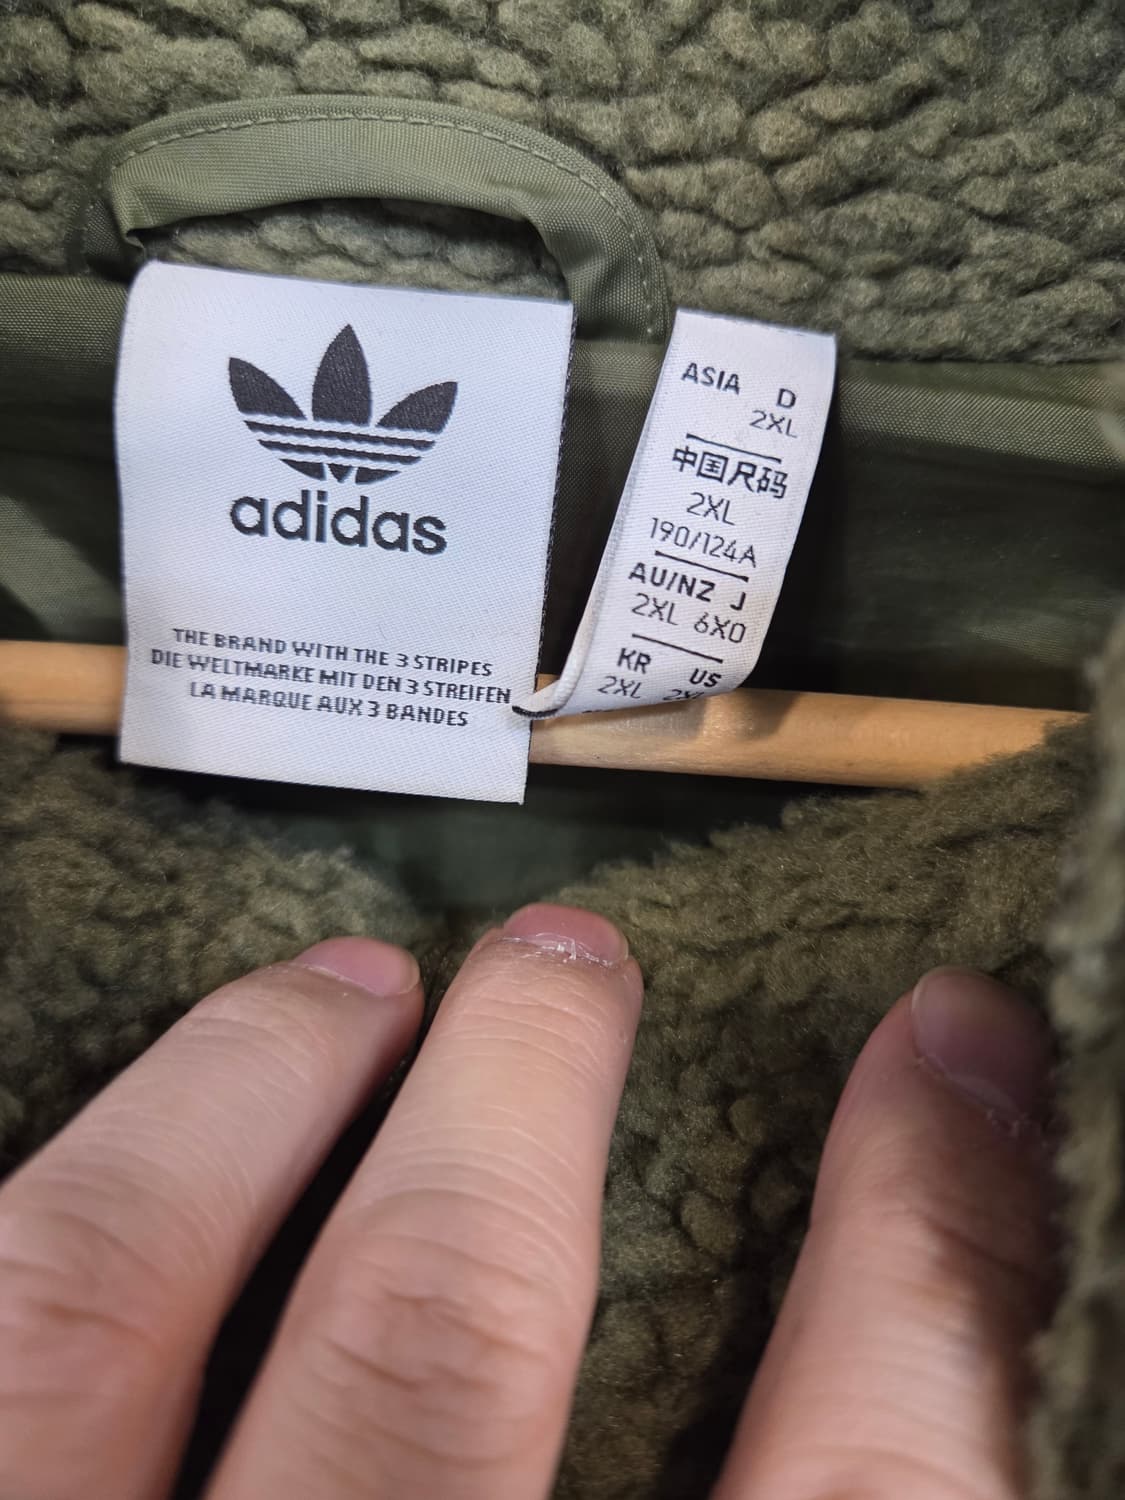 adidas
THE BRAND WITH THE 3 STRIPES
DIE WELTMARKE MIT DEN 3 STREIFEN
LA MARQUE AUX 3 BANDES
ASIA D
2XL
中国尺码
2XL
190/124A
AU/NZ J
2XL 6XO
KR US
2XL